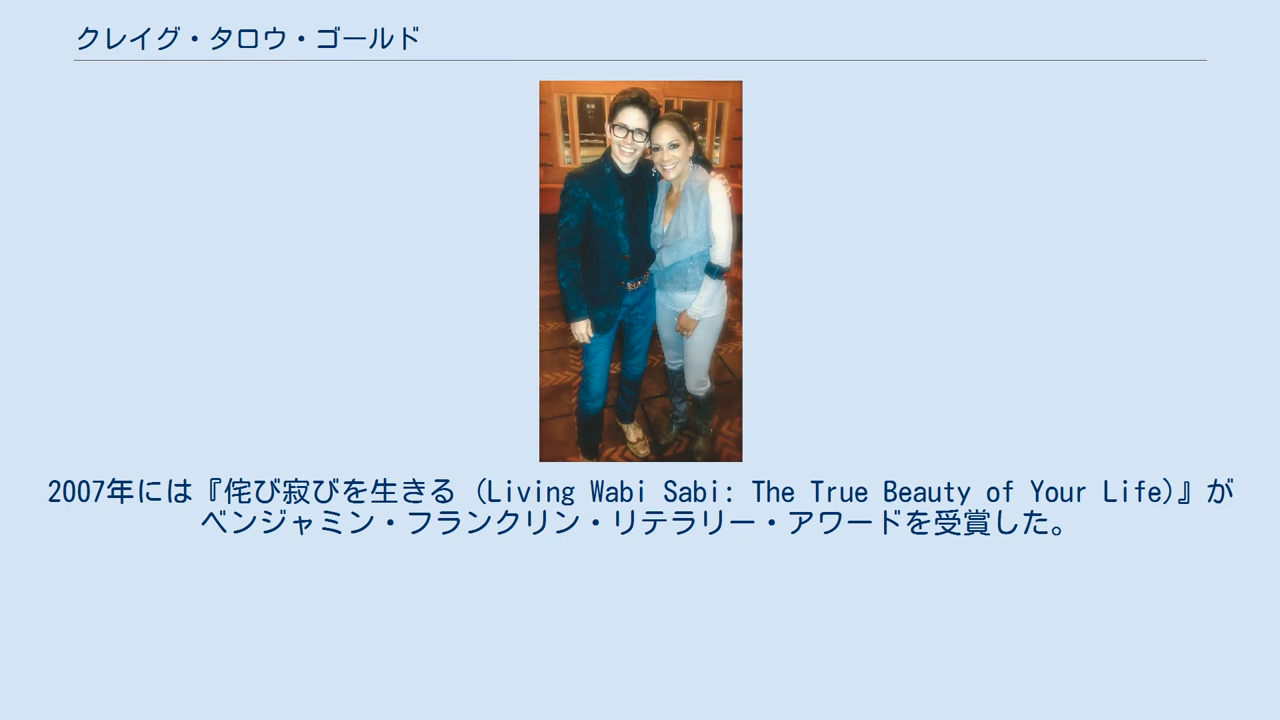 クレイグ・タロウ・ゴールド
2007年には『侘び寂びを生きる (Living Wabi Sabi: The True Beauty of Your Life)』が
ベンジャミン・フランクリン・リテラリー・アワードを受賞した。